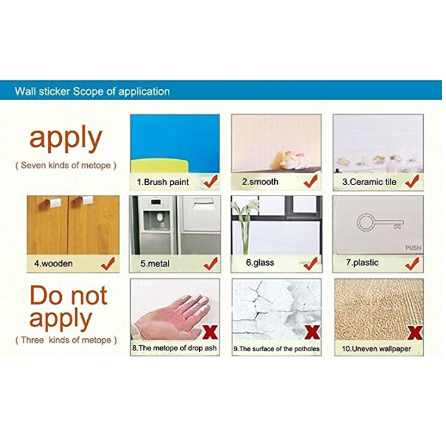 Wall sticker Scope of application
apply
( Seven kinds of metope )
1.Brush paint
2.smooth
3.Ceramic tile
4.wooden
5.metal
6.glass
7.plastic
PUSH
Do not
apply
( Three kinds of metope )
8.The metope of drop ash
9.The surface of the potholes
10.Uneven wallpaper